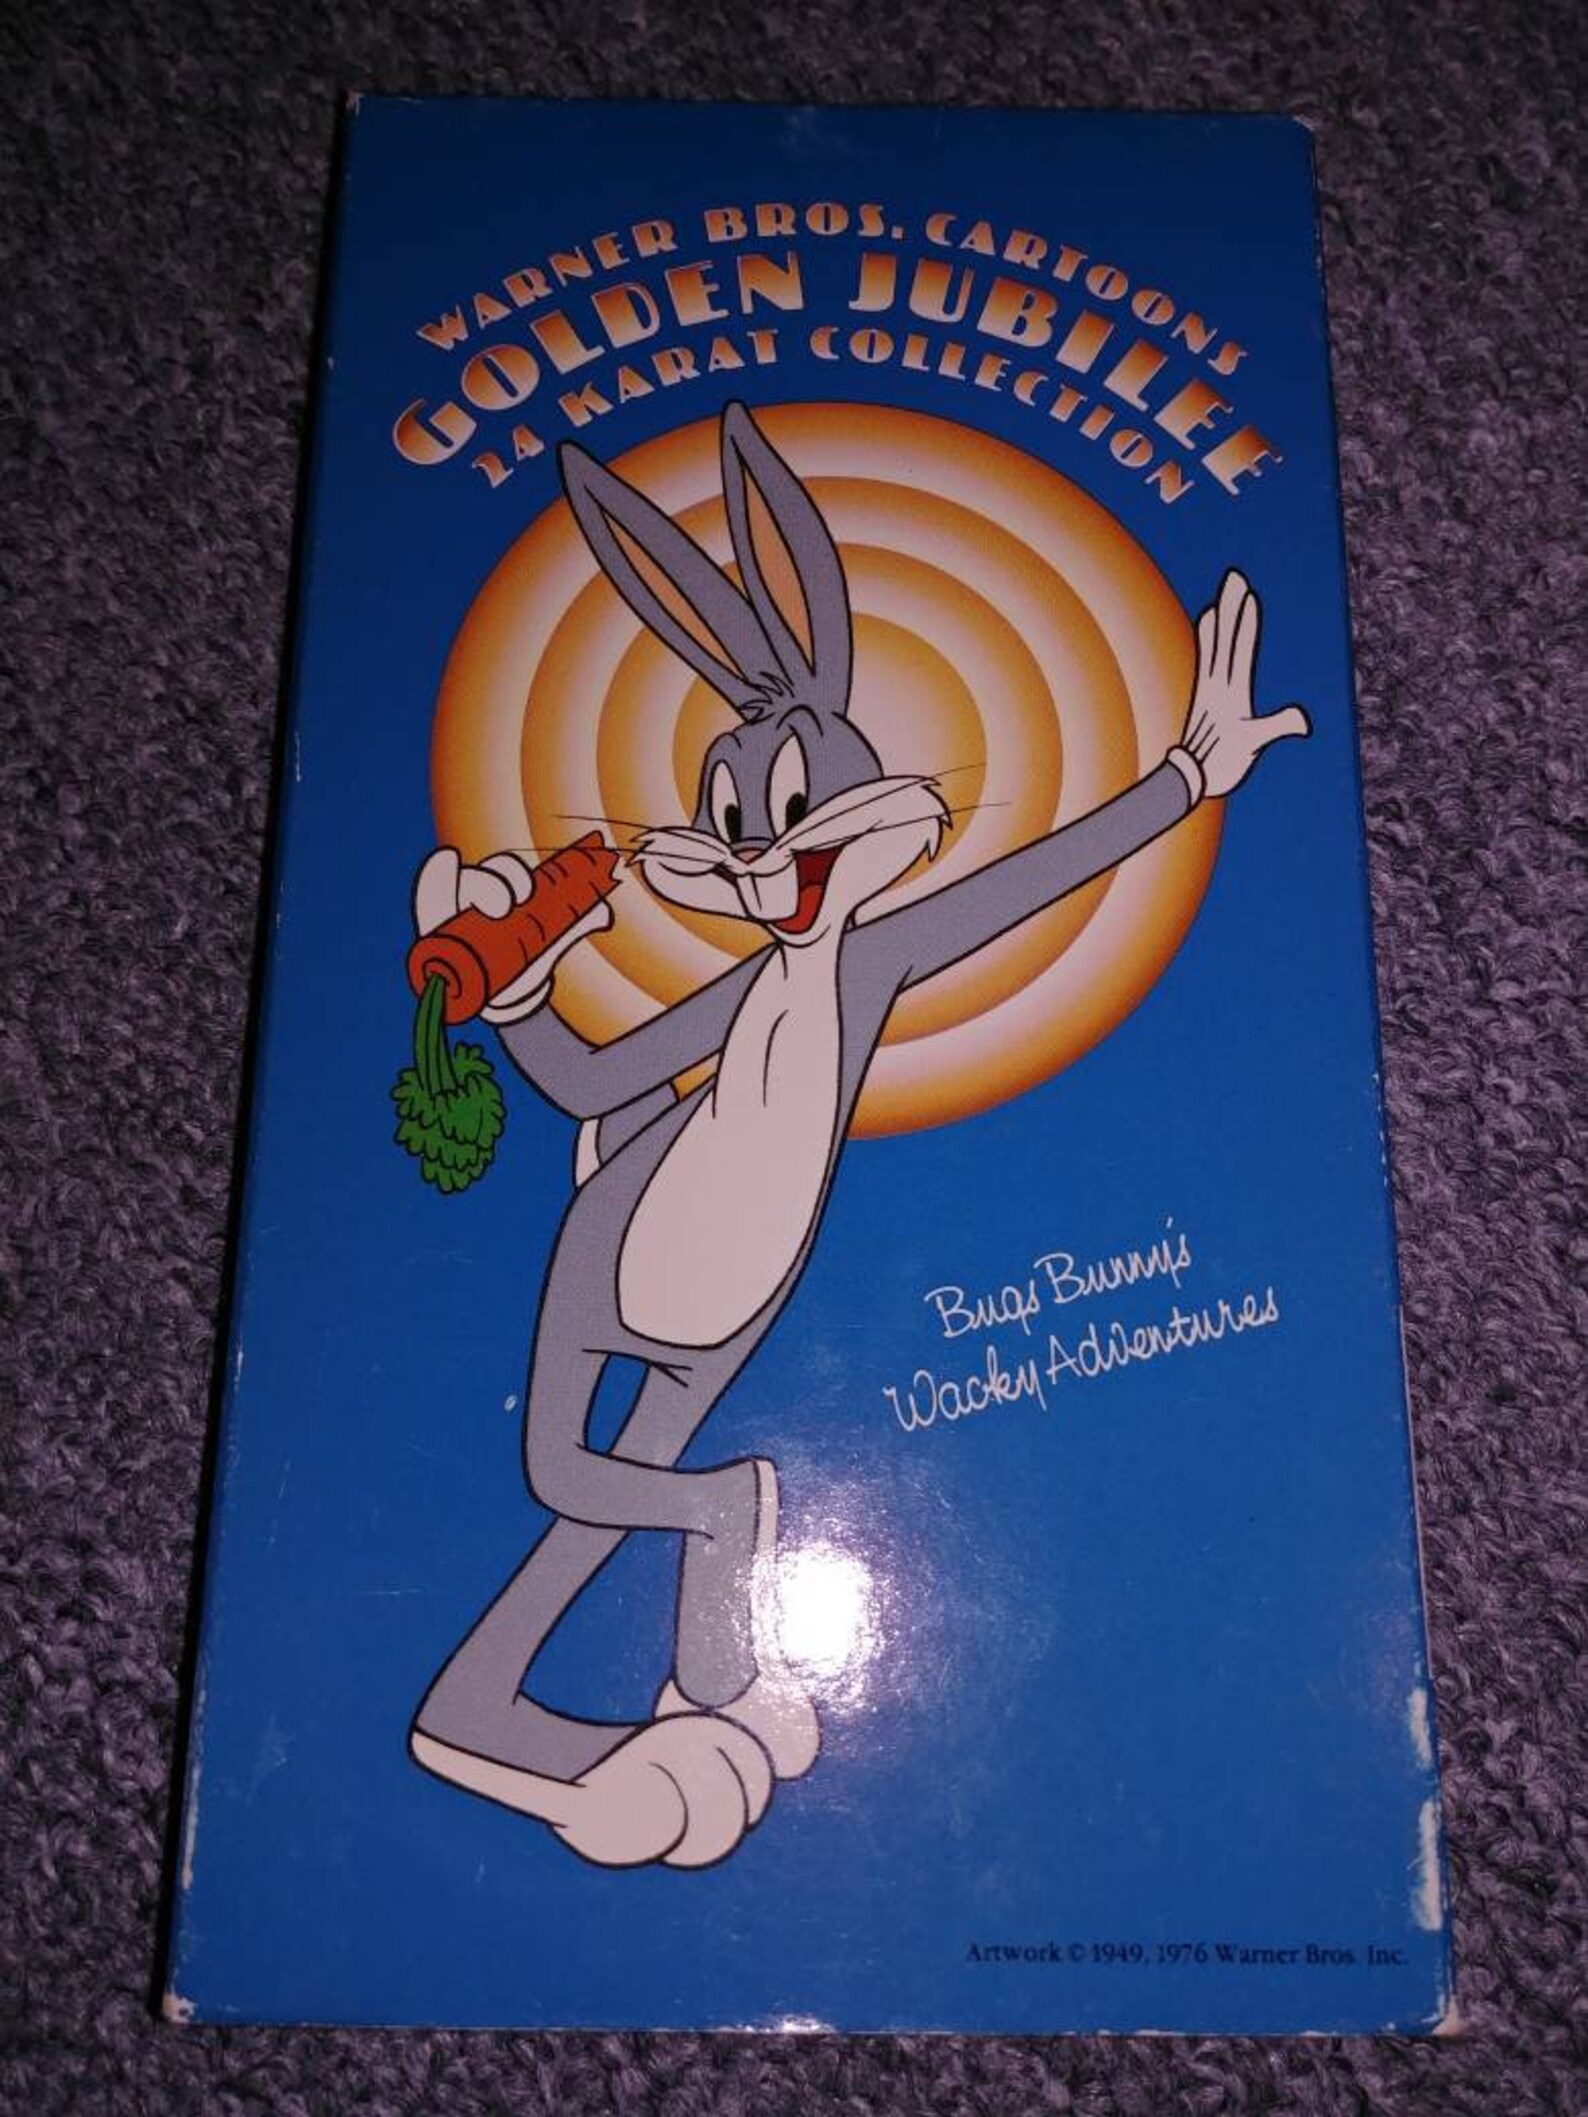 WARNER BROS. CARTOONS
GOLDEN JUBILEE
24 KARAT COLLECTION
Bugs Bunny's
Wacky Adventures
Artwork © 1949, 1976 Warner Bros. Inc.